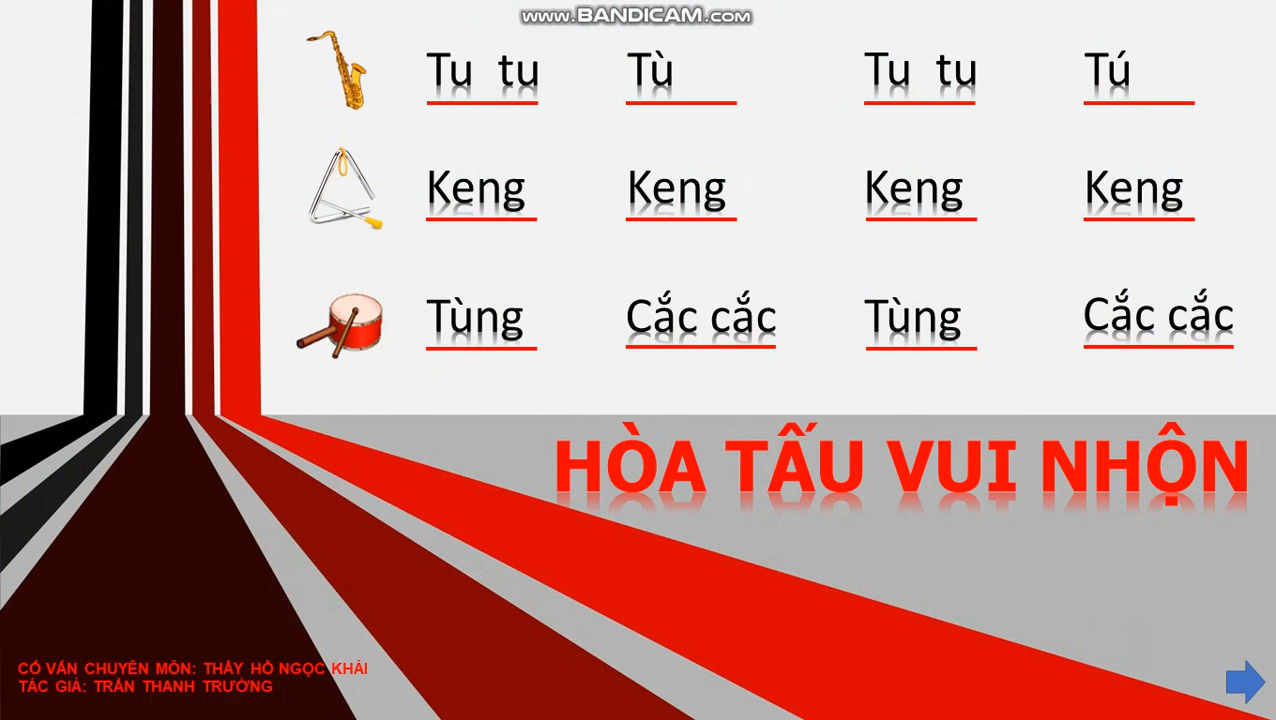 www.BANDICAM.com
Tu tu Tù Tu tu Tú
Keng Keng Keng Keng
Tùng Cắc cắc Tùng Cắc cắc
HÒA TẤU VUI NHỘN
CỐ VẤN CHUYÊN MÔN: THẦY HỒ NGỌC KHẢI
TÁC GIẢ: TRẦN THANH TRƯỜNG